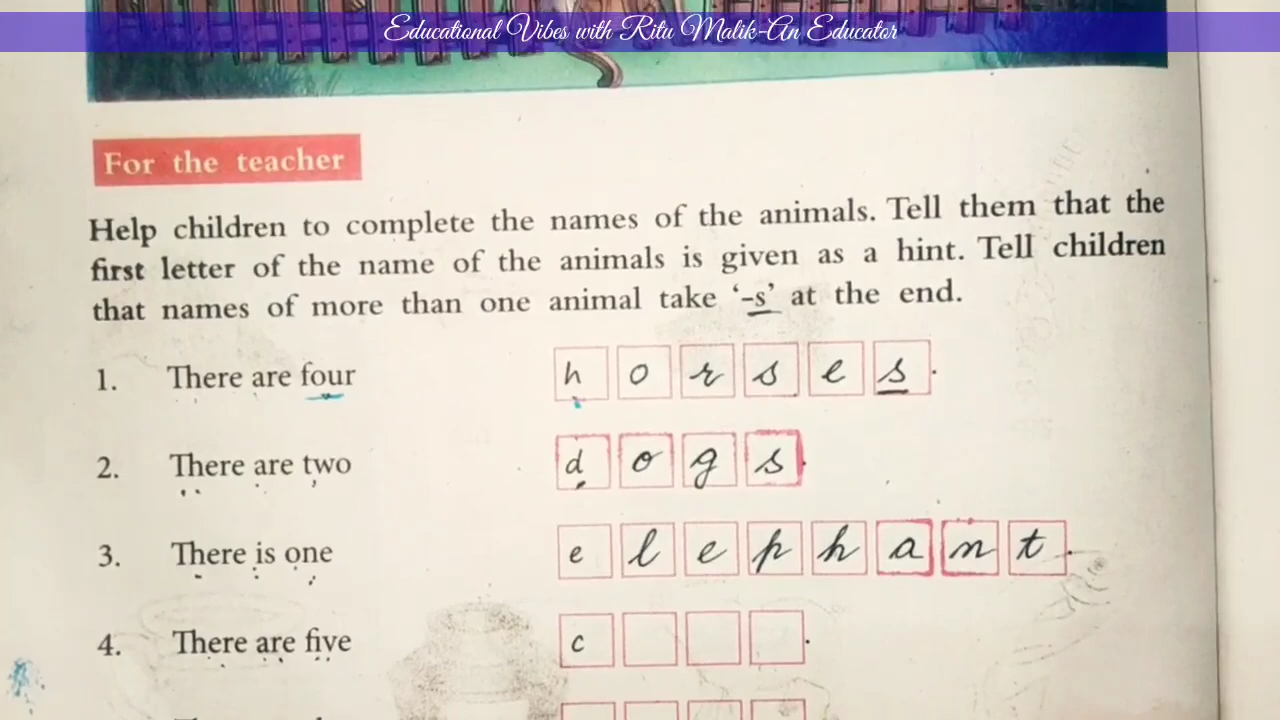 Educational Vibes with Ritu Malik-An Educator
For the teacher
Help children to complete the names of the animals. Tell them that the
first letter of the name of the animals is given as a hint. Tell children
that names of more than one animal take ‘-s’ at the end.
1. There are four horses.
2. There are two dogs.
3. There is one elephant.
4. There are five c .